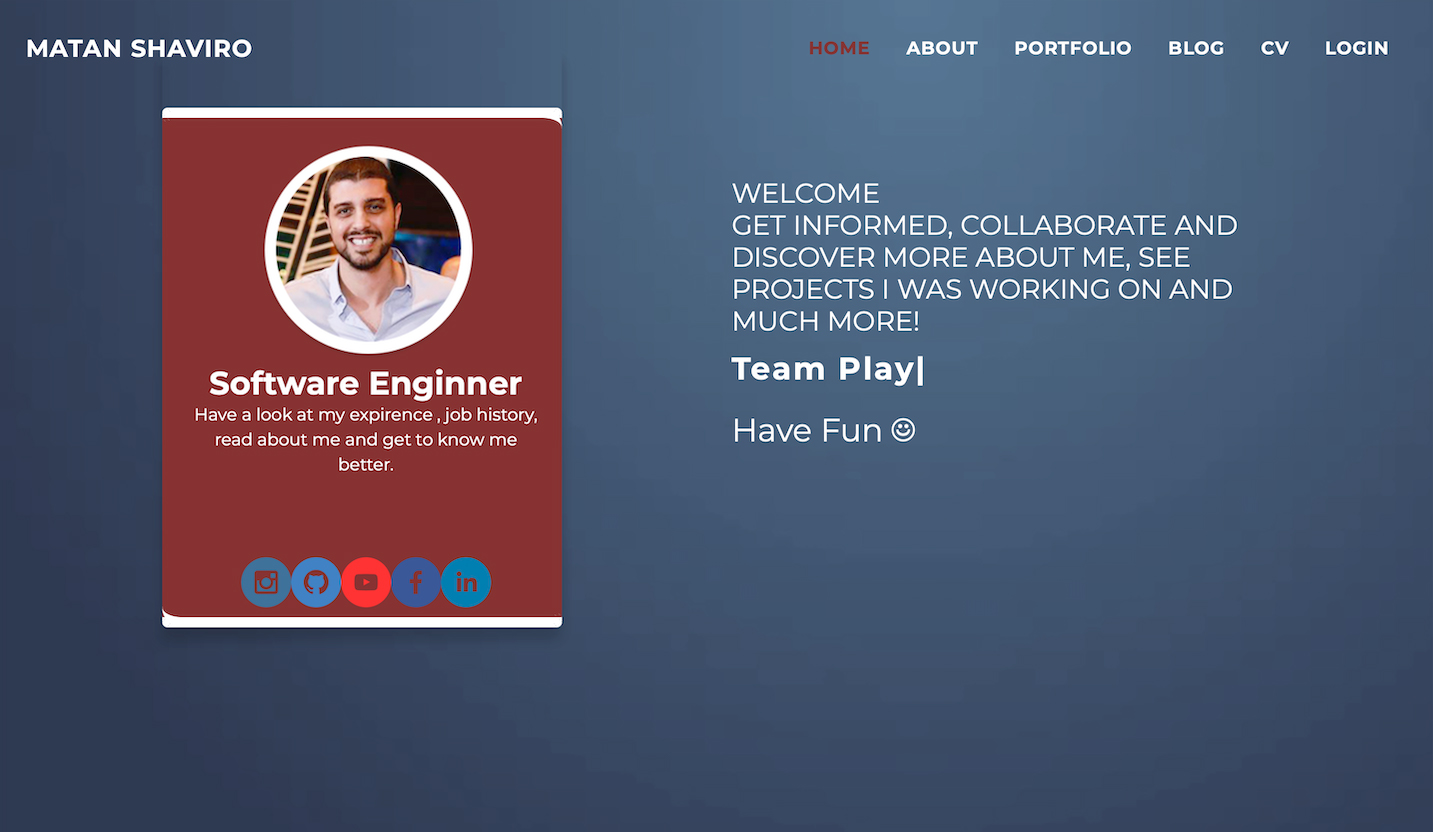 MATAN SHAVIRO
HOME ABOUT PORTFOLIO BLOG CV LOGIN
Software Enginner
Have a look at my expirence , job history,
read about me and get to know me
better.
WELCOME
GET INFORMED, COLLABORATE AND
DISCOVER MORE ABOUT ME, SEE
PROJECTS I WAS WORKING ON AND
MUCH MORE!
Team Play|
Have Fun ☺